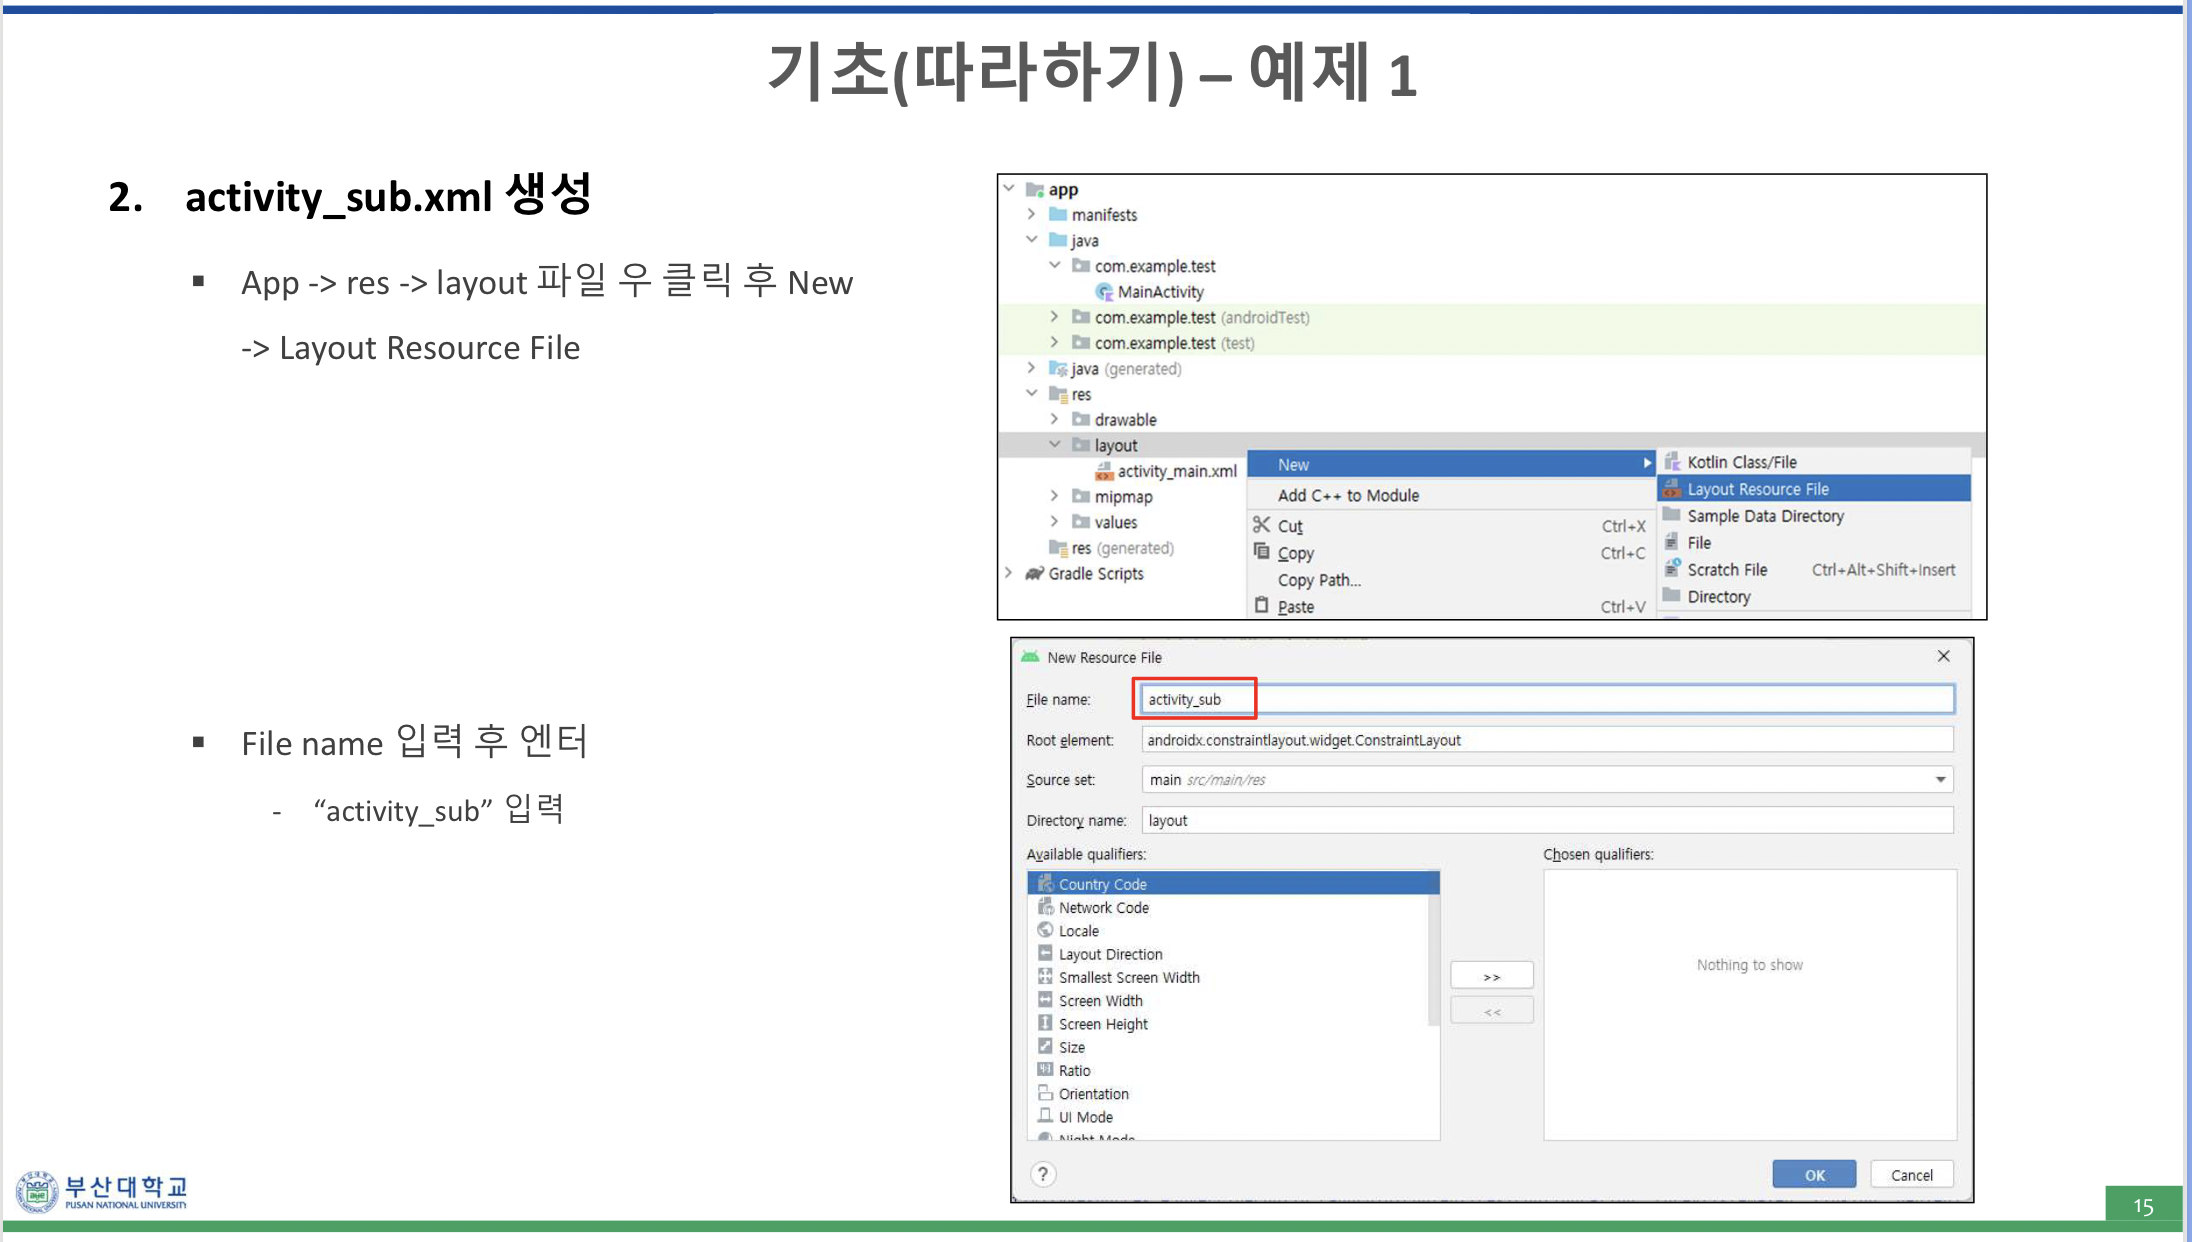 기초(따라하기) – 예제 1
2. activity_sub.xml 생성
▪ App -> res -> layout 파일 우 클릭 후 New
-> Layout Resource File
▪ File name 입력 후 엔터
- “activity_sub” 입력
app
manifests
java
com.example.test
MainActivity
com.example.test (androidTest)
com.example.test (test)
java (generated)
res
drawable
layout
activity_main.xml
mipmap
values
res (generated)
Gradle Scripts
New
Add C++ to Module
Cut Ctrl+X
Copy Ctrl+C
Copy Path...
Paste Ctrl+V
Kotlin Class/File
Layout Resource File
Sample Data Directory
File
Scratch File Ctrl+Alt+Shift+Insert
Directory
New Resource File
File name: activity_sub
Root element: androidx.constraintlayout.widget.ConstraintLayout
Source set: main src/main/res
Directory name: layout
Available qualifiers:
Chosen qualifiers:
Country Code
Network Code
Locale
Layout Direction
Smallest Screen Width
Screen Width
Screen Height
Size
Ratio
Orientation
UI Mode
Night Mode
>>
<<
Nothing to show
?
OK
Cancel
부산대학교
PUSAN NATIONAL UNIVERSITY
15